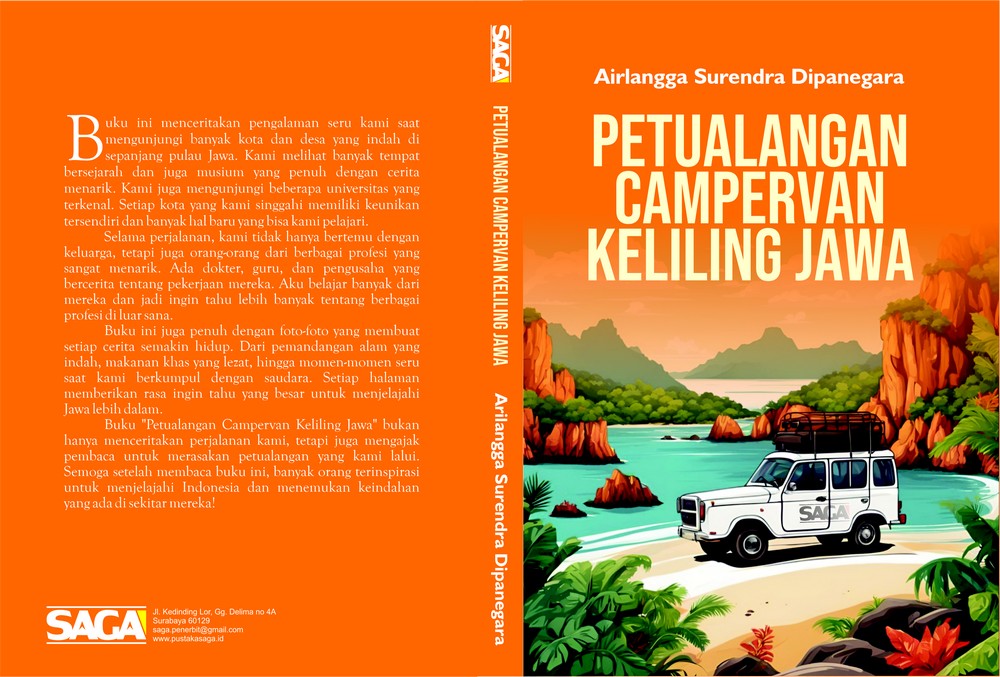 Buku ini menceritakan pengalaman seru kami saat
mengunjungi banyak kota dan desa yang indah di
sepanjang pulau Jawa. Kami melihat banyak tempat
bersejarah dan juga musium yang penuh dengan cerita
menarik. Kami juga mengunjungi beberapa universitas yang
terkenal. Setiap kota yang kami singgahi memiliki keunikan
tersendiri dan banyak hal baru yang bisa kami pelajari.
Selama perjalanan, kami tidak hanya bertemu dengan
keluarga, tetapi juga orang-orang dari berbagai profesi yang
sangat menarik. Ada dokter, guru, dan pengusaha yang
bercerita tentang pekerjaan mereka. Aku belajar banyak dari
mereka dan jadi ingin tahu lebih banyak tentang berbagai
profesi di luar sana.
Buku ini juga penuh dengan foto-foto yang membuat
setiap cerita semakin hidup. Dari pemandangan alam yang
indah, makanan khas yang lezat, hingga momen-momen seru
saat kami berkumpul dengan saudara. Setiap halaman
memberikan rasa ingin tahu yang besar untuk menjelajahi
Jawa lebih dalam.
Buku "Petualangan Campervan Keliling Jawa" bukan
hanya menceritakan perjalanan kami, tetapi juga mengajak
pembaca untuk merasakan petualangan yang kami lalui.
Semoga setelah membaca buku ini, banyak orang terinspirasi
untuk menjelajahi Indonesia dan menemukan keindahan
yang ada di sekitar mereka!
SAGA
Jl. Kedinding Lor, Gg. Delima no 4A
Surabaya 60129
saga.penerbit@gmail.com
www.pustakasaga.id
SAGA
PETUALANGAN CAMPERVAN KELILING JAWA
Arilangga Surendra Dipanegara
Airlangga Surendra Dipanegara
PETUALANGAN
CAMPERVAN
KELILING JAWA
SAGA